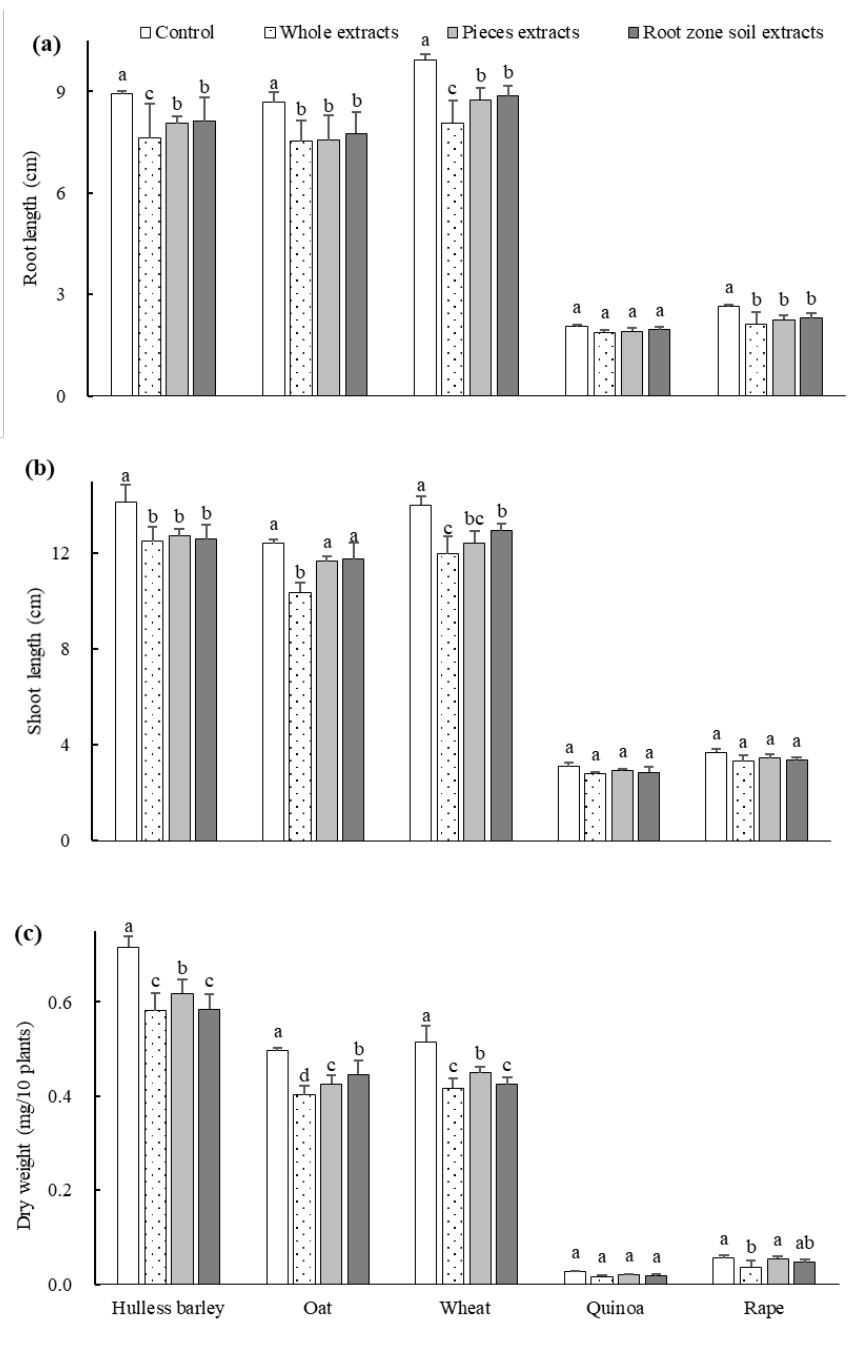 (a)
Control Whole extracts Pieces extracts Root zone soil extracts
a c b b a b b b a c b b a a a a a b b b
9
6
3
0
Root length (cm)
(b)
a b b b a b a a a c bc b a a a a a a a a
12
8
4
0
Shoot length (cm)
(c)
a c b c a d c b a c b c a a a a a b a ab
0.6
0.4
0.2
0.0
Dry weight (mg/10 plants)
Hulless barley Oat Wheat Quinoa Rape